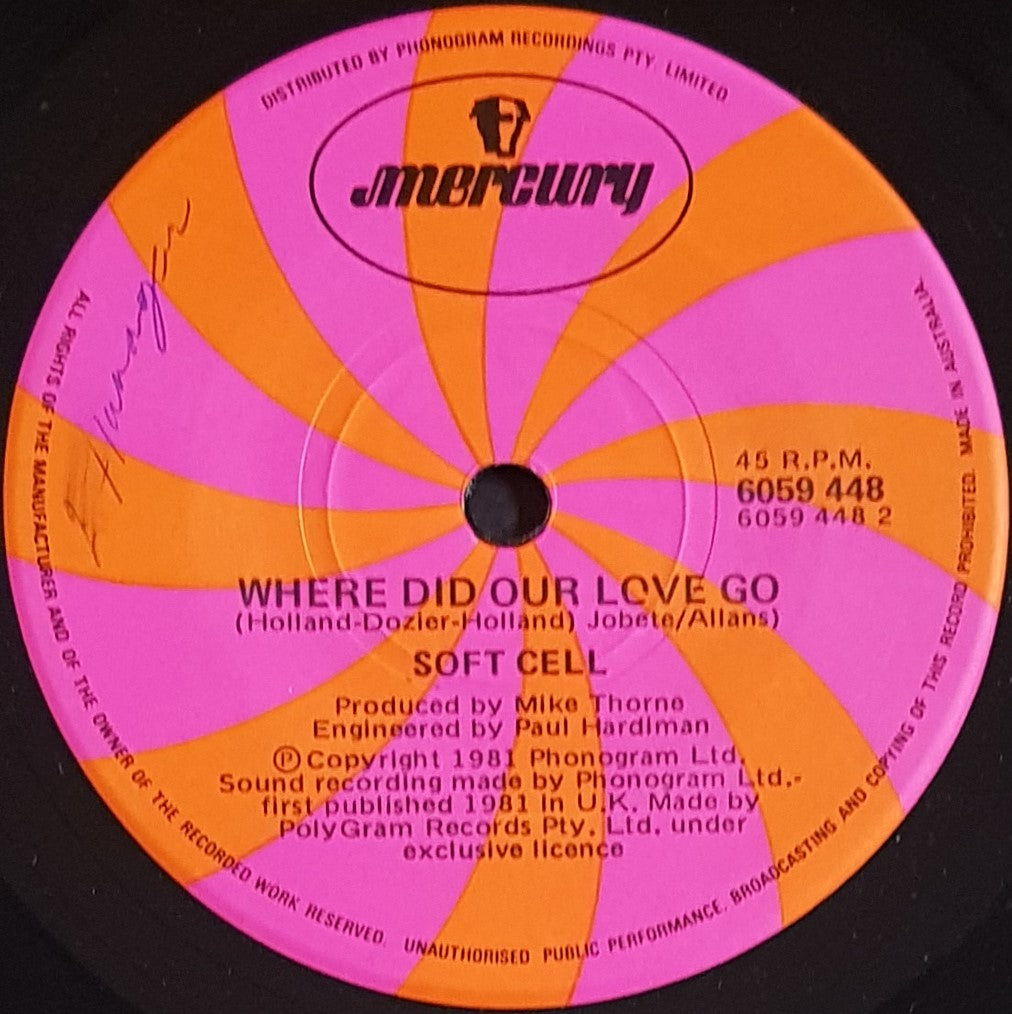 DISTRIBUTED BY PHONOGRAM RECORDINGS PTY. LIMITED
mercury
45 R.P.M.
6059 448
6059 448 2
WHERE DID OUR LOVE GO
(Holland-Dozier-Holland) Jobete/Allans)
SOFT CELL
Produced by Mike Thorne
Engineered by Paul Hardiman
℗ Copyright 1981 Phonogram Ltd.
Sound recording made by Phonogram Ltd.-
first published 1981 in U.K. Made by
PolyGram Records Pty. Ltd. under
exclusive licence
ALL RIGHTS OF THE MANUFACTURER AND OF THE OWNER OF THE RECORDED WORK RESERVED. UNAUTHORISED PUBLIC PERFORMANCE, BROADCASTING AND COPYING OF THIS RECORD PROHIBITED. MADE IN AUSTRALIA.